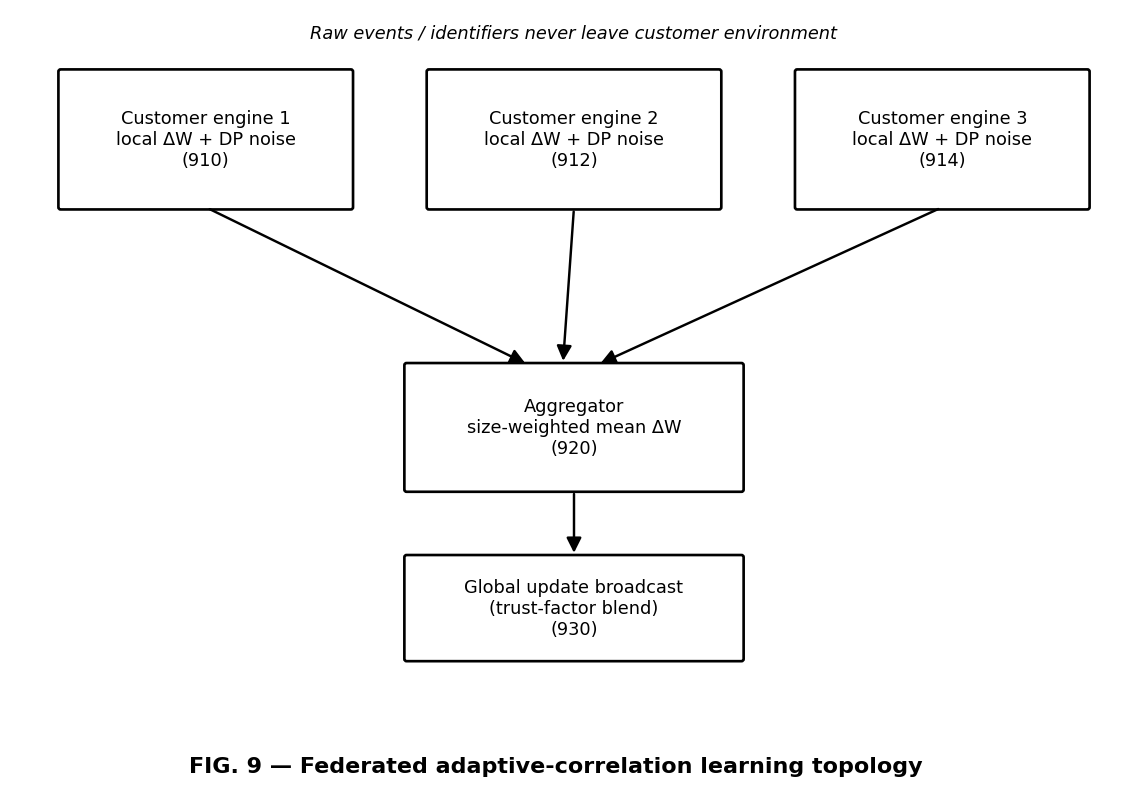 Raw events / identifiers never leave customer environment
Customer engine 1
local ΔW + DP noise
(910)
Customer engine 2
local ΔW + DP noise
(912)
Customer engine 3
local ΔW + DP noise
(914)
Aggregator
size-weighted mean ΔW
(920)
Global update broadcast
(trust-factor blend)
(930)
FIG. 9 — Federated adaptive-correlation learning topology